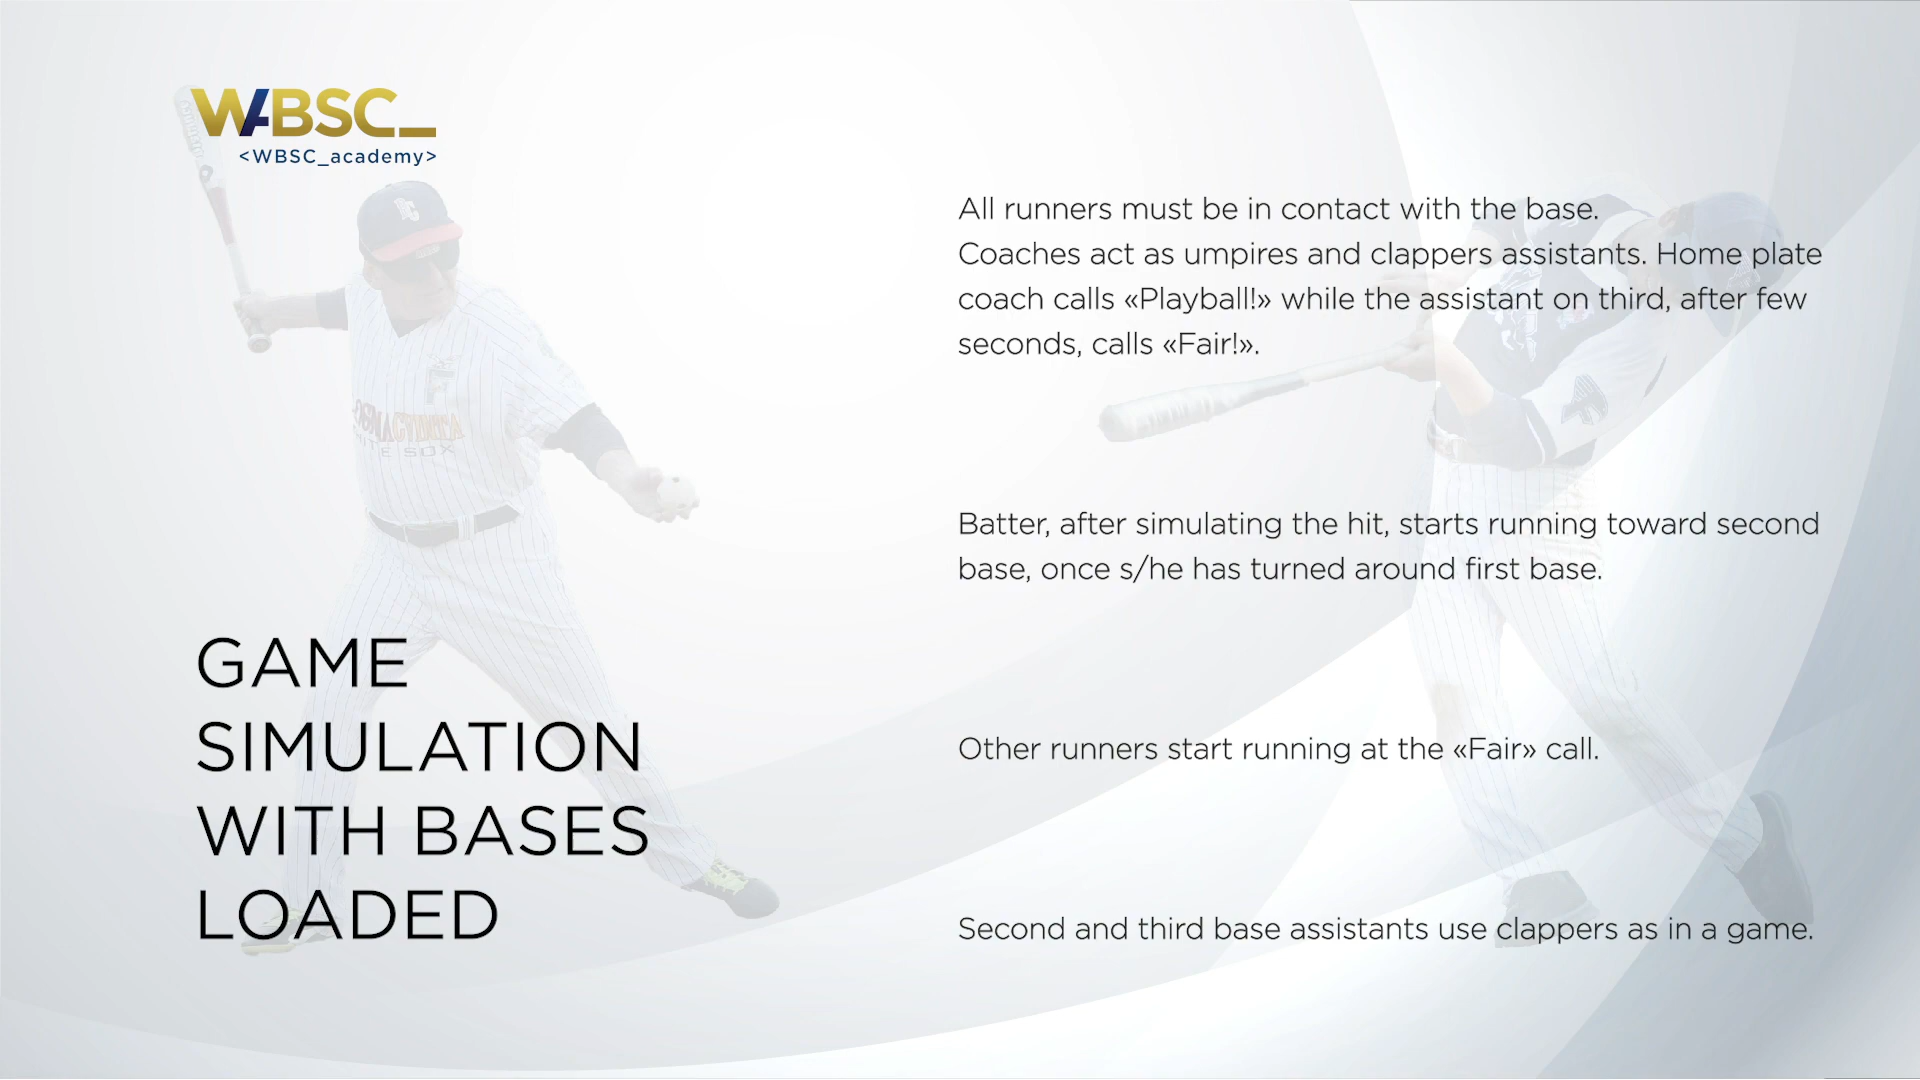 WBSC_
<WBSC_academy>
GAME
SIMULATION
WITH BASES
LOADED
All runners must be in contact with the base.
Coaches act as umpires and clappers assistants. Home plate
coach calls «Playball!» while the assistant on third, after few
seconds, calls «Fair!».
Batter, after simulating the hit, starts running toward second
base, once s/he has turned around first base.
Other runners start running at the «Fair» call.
Second and third base assistants use clappers as in a game.